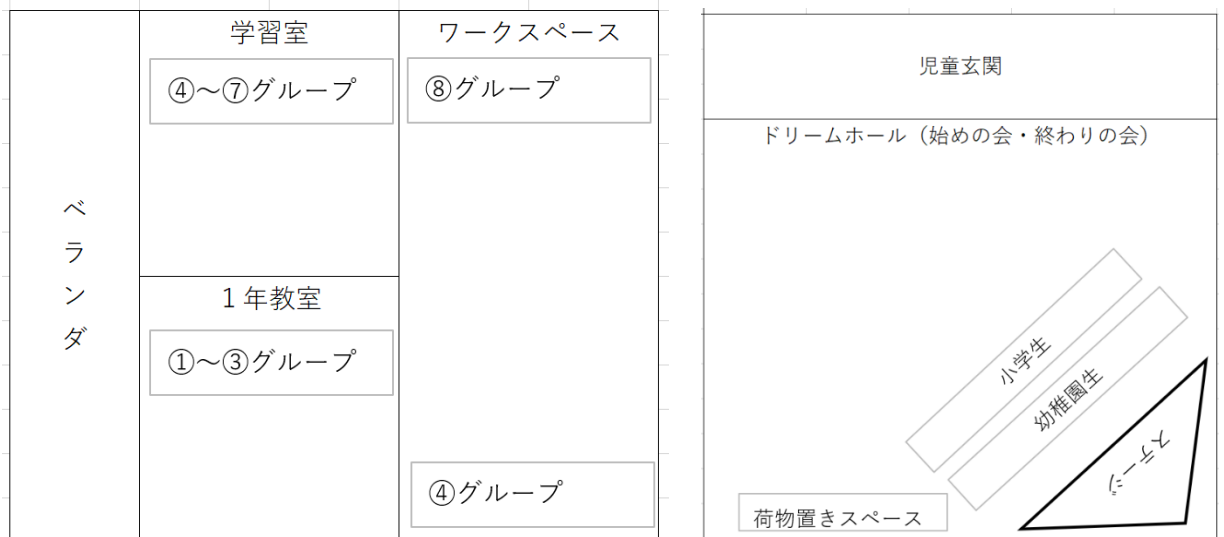 学習室
ワークスペース
④～⑦グループ
⑧グループ
ベランダ
１年教室
①～③グループ
④グループ
児童玄関
ドリームホール（始めの会・終わりの会）
小学生
幼稚園生
ステージ
荷物置きスペース